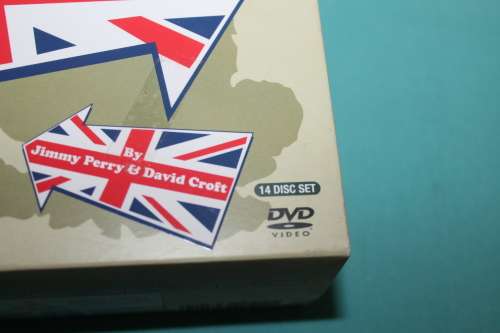 By
Jimmy Perry & David Croft
14 DISC SET
DVD
VIDEO